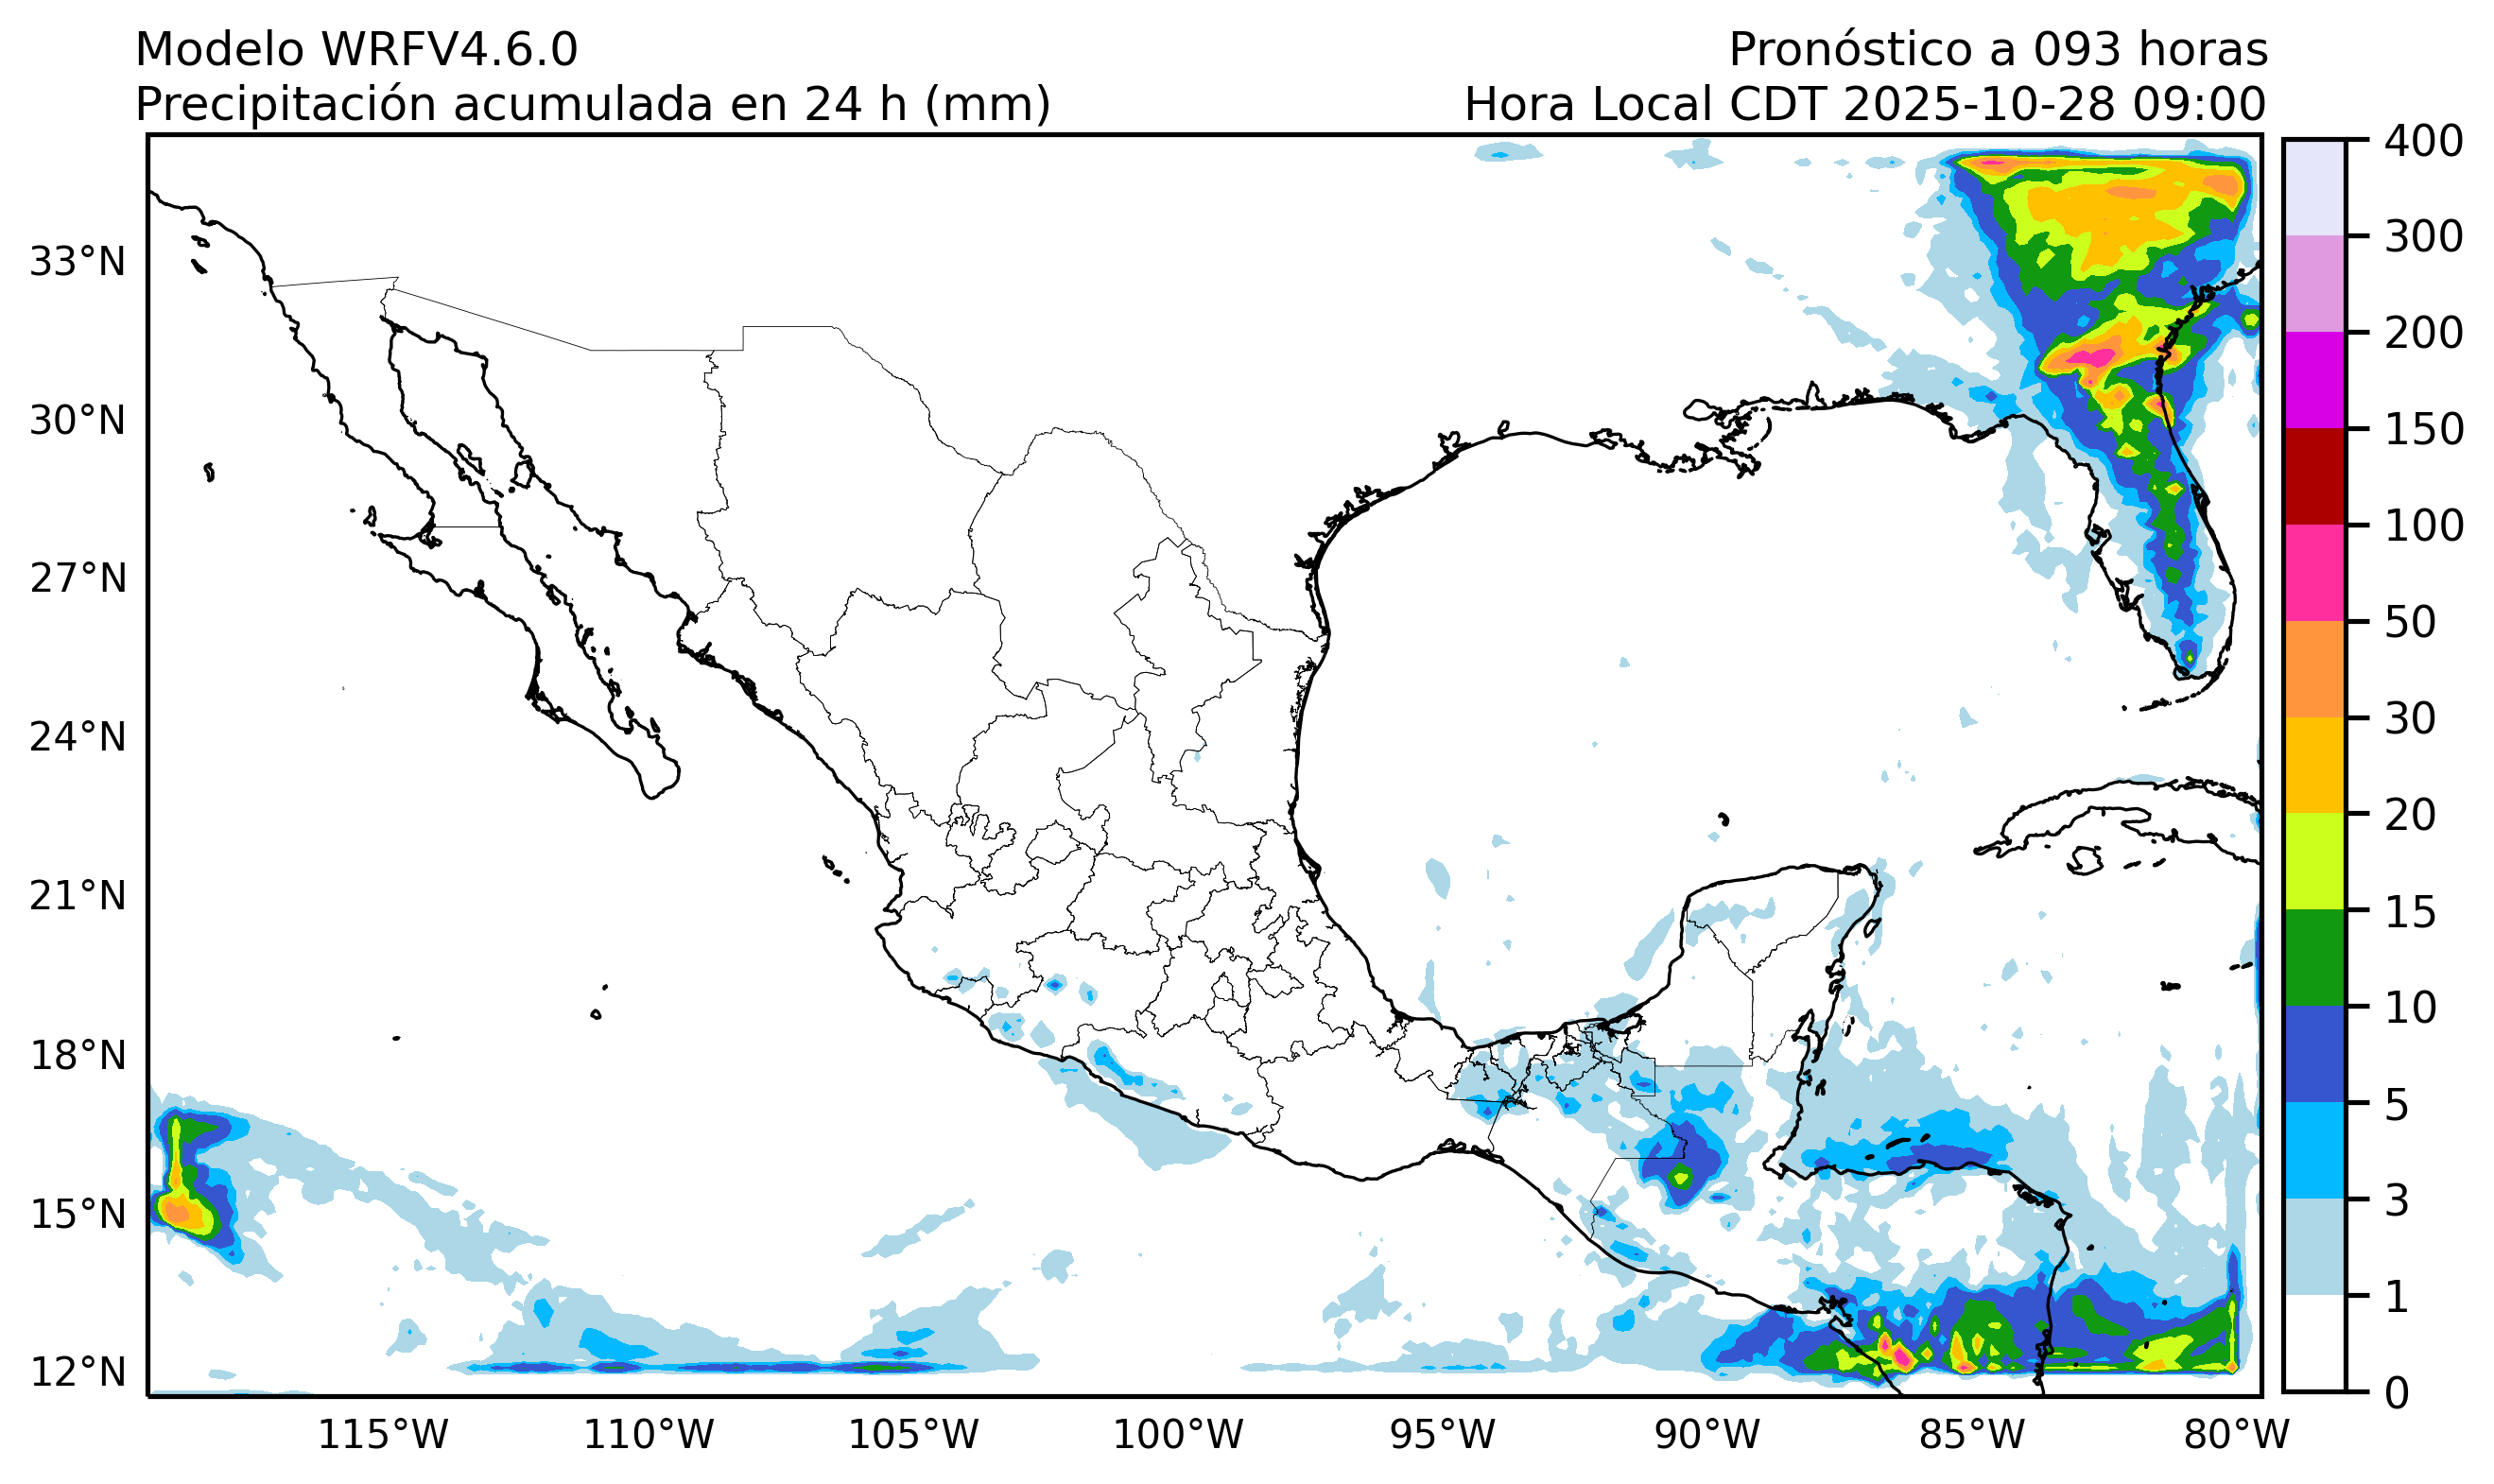 Modelo WRFV4.6.0
Pronóstico a 093 horas
Precipitación acumulada en 24 h (mm)
Hora Local CDT 2025-10-28 09:00
33°N
30°N
27°N
24°N
21°N
18°N
15°N
12°N
115°W
110°W
105°W
100°W
95°W
90°W
85°W
80°W
400
300
200
150
100
50
30
20
15
10
5
3
1
0